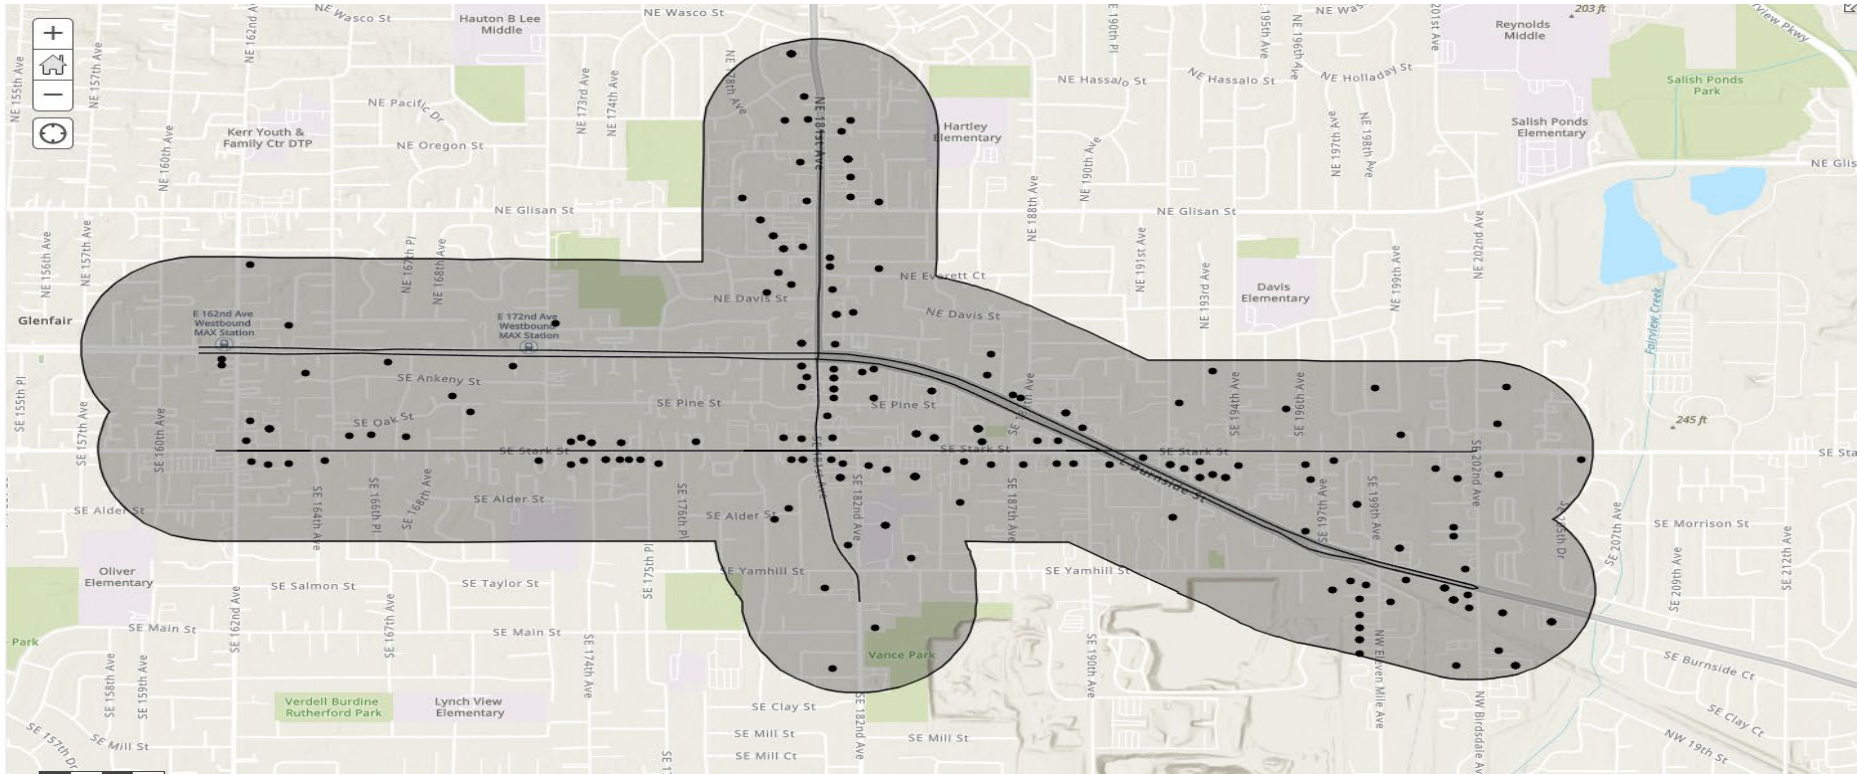 NE Wasco St
Hauton B Lee
Middle
NE Wasco St
NE 190th Pl
NE 195th Ave
NE 196th Ave
Reynolds
Middle
203 ft
NE 155th Ave
NE 157th Ave
NE 173rd Ave
NE 174th Ave
NE 178th Ave
NE Hassalo St
NE Hassalo St
NE Holladay St
Salish Ponds
Park
NE Pacific Dr
NE 181st Ave
Kerr Youth &
Family Ctr DTP
NE Oregon St
NE 160th Ave
Hartley
Elementary
NE 190th Ave
NE 197th Ave
NE 198th Ave
Salish Ponds
Elementary
NE Glisan St
NE 188th Ave
NE Glisan St
NE 156th Ave
NE 157th Ave
NE 167th Pl
NE 168th Ave
NE 191st Ave
NE 193rd Ave
NE 199th Ave
NE 202nd Ave
NE Everett Ct
NE Davis St
NE Davis St
Davis
Elementary
Glenfair
E 162nd Ave
Westbound
MAX Station
E 172nd Ave
Westbound
MAX Station
Fairview Creek
SE Ankeny St
SE 155th Pl
SE 157th Ave
SE 160th Ave
SE Pine St
SE Pine St
SE Oak St
SE 194th Ave
SE 196th Ave
245 ft
SE Stark St
SE Stark St
SE Stark St
SE 181st Ave
SE 202nd Ave
E Burnside St
SE Alder St
SE Alder St
SE Alder St
SE 164th Ave
SE 166th Pl
SE 168th Ave
SE 176th Pl
SE 182nd Ave
SE 187th Ave
SE 197th Ave
SE 199th Ave
SE 207th Ave
SE Morrison St
SE 209th Ave
SE 212th Ave
Oliver
Elementary
SE Salmon St
SE Taylor St
SE 175th Pl
SE Yamhill St
SE Yamhill St
SE 162nd Ave
SE 167th Ave
SE Main St
SE Main St
SE 174th Ave
SE 190th Ave
NW Eleven Mile Ave
Park
Vance Park
SE 158th Ave
SE 159th Ave
SE Burnside Ct
Verdell Burdine
Rutherford Park
Lynch View
Elementary
SE Clay St
SE 182nd Ave
SE Clay Ct
SE 157th Dr
SE Mill St
SE Mill St
SE Mill St
SE Mill Ct
NW 19th St